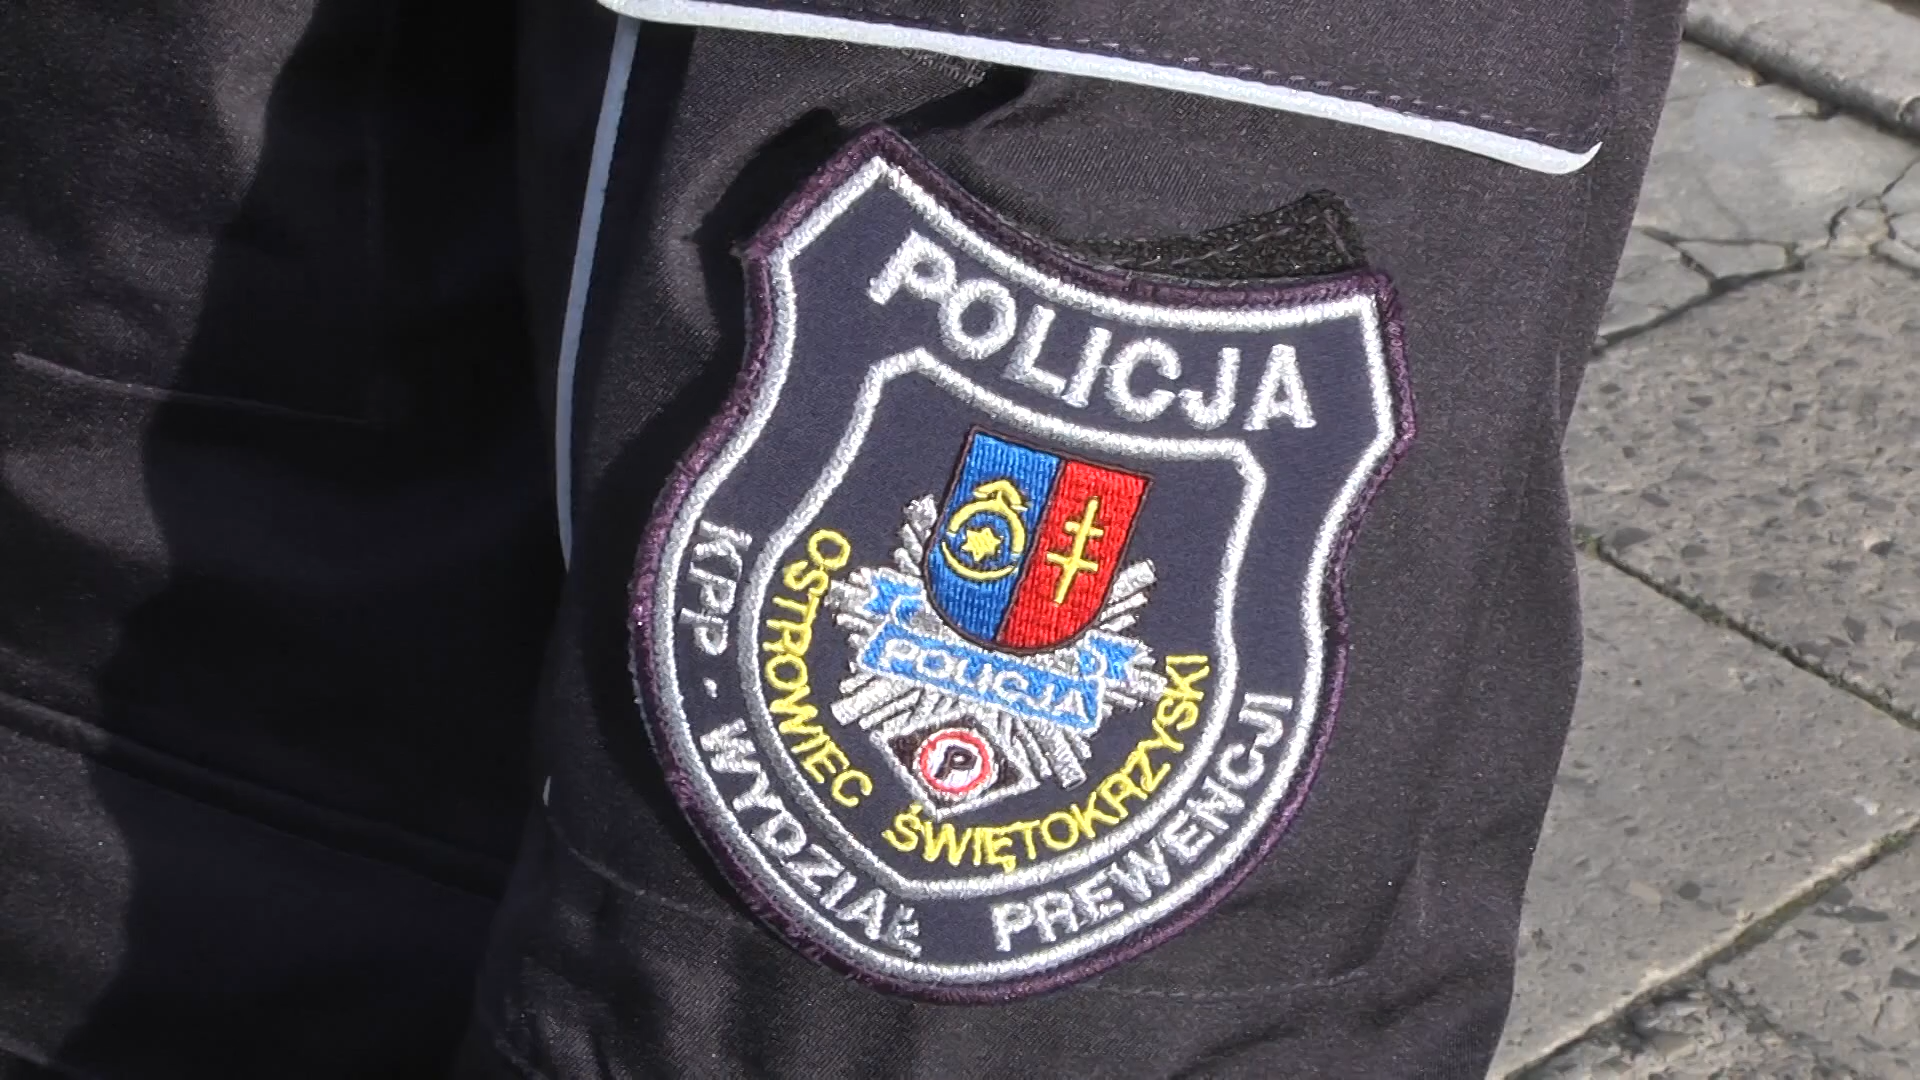 POLICJA
POLICJA
P
OSTROWIEC ŚWIĘTOKRZYSKI
KPP · WYDZIAŁ PREWENCJI